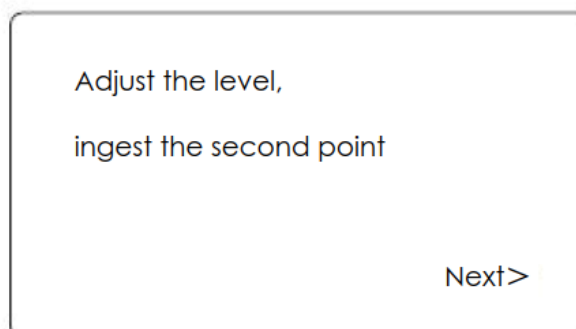 Adjust the level,
ingest the second point
Next>